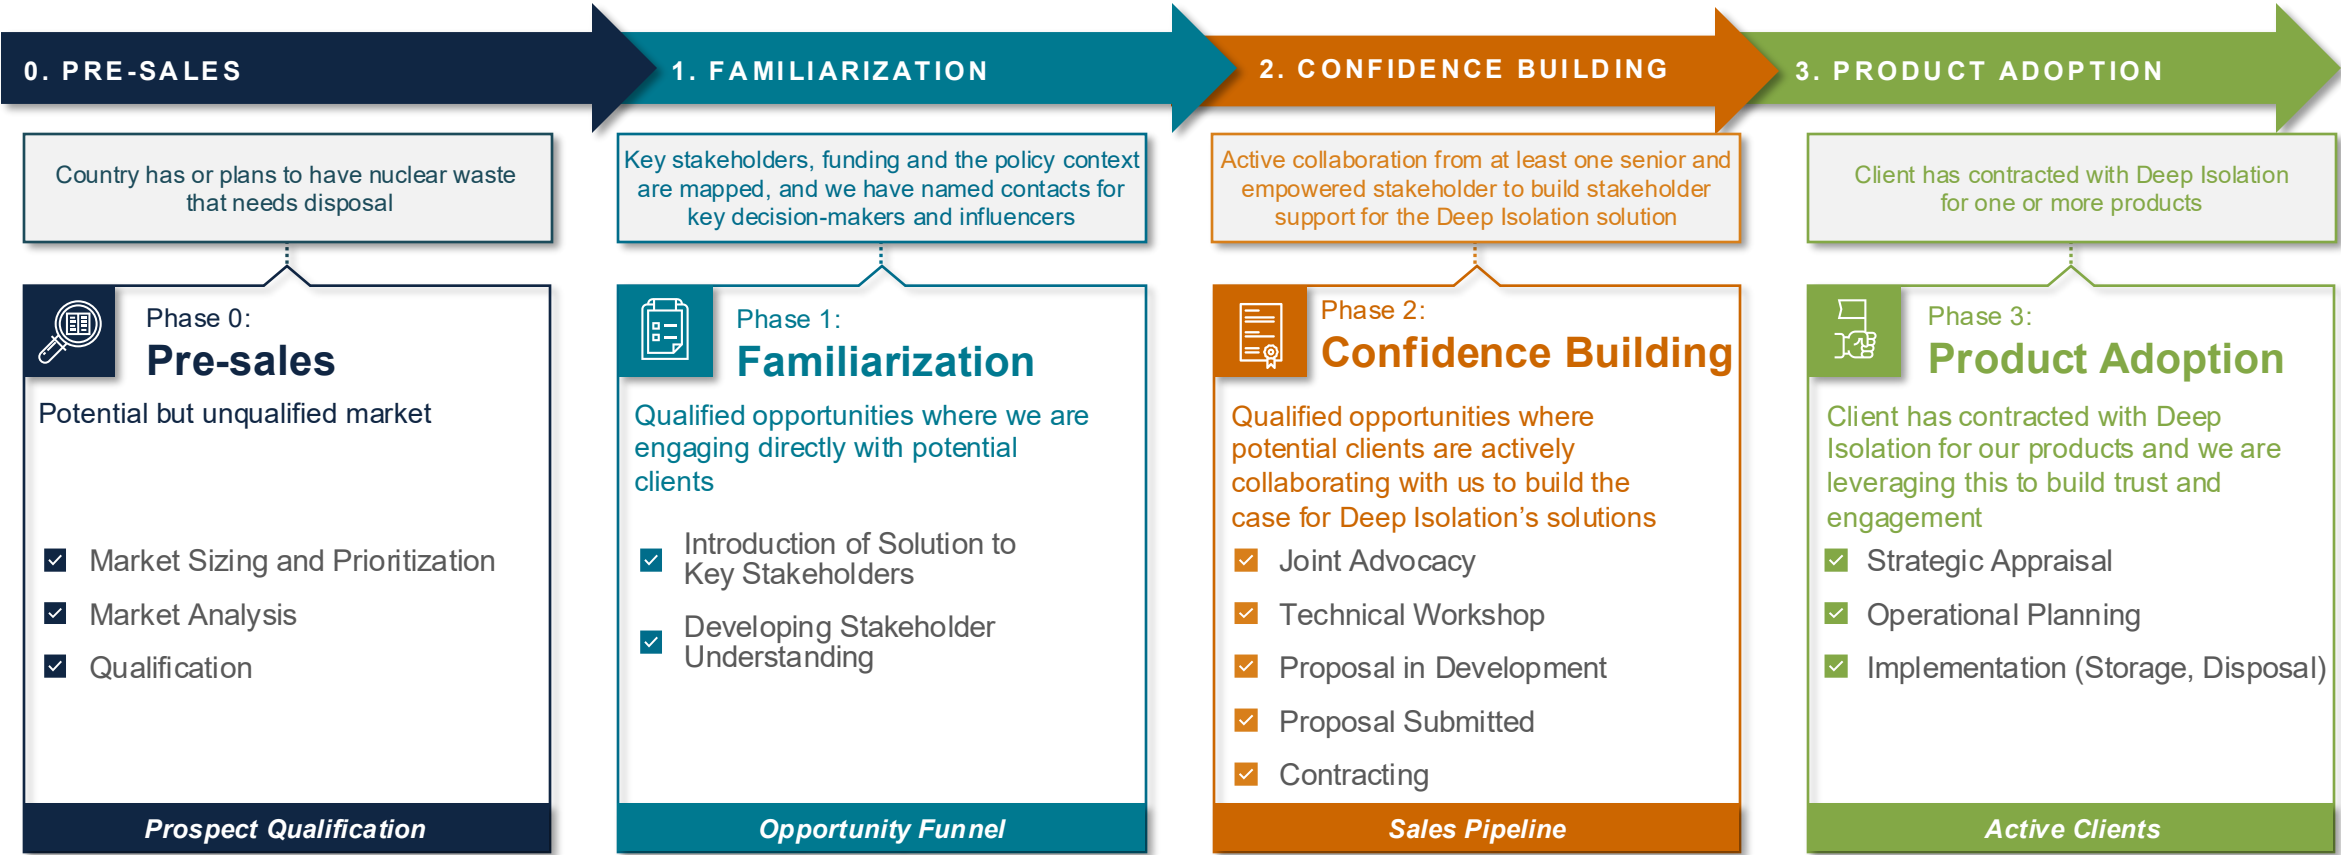 0. PRE-SALES
1. FAMILIARIZATION
2. CONFIDENCE BUILDING
3. PRODUCT ADOPTION
Country has or plans to have nuclear waste
that needs disposal
Key stakeholders, funding and the policy context
are mapped, and we have named contacts for
key decision-makers and influencers
Active collaboration from at least one senior and
empowered stakeholder to build stakeholder
support for the Deep Isolation solution
Client has contracted with Deep Isolation
for one or more products
Phase 0:
Pre-sales
Potential but unqualified market
Market Sizing and Prioritization
Market Analysis
Qualification
Prospect Qualification
Phase 1:
Familiarization
Qualified opportunities where we are
engaging directly with potential
clients
Introduction of Solution to
Key Stakeholders
Developing Stakeholder
Understanding
Opportunity Funnel
Phase 2:
Confidence Building
Qualified opportunities where
potential clients are actively
collaborating with us to build the
case for Deep Isolation’s solutions
Joint Advocacy
Technical Workshop
Proposal in Development
Proposal Submitted
Contracting
Sales Pipeline
Phase 3:
Product Adoption
Client has contracted with Deep
Isolation for our products and we are
leveraging this to build trust and
engagement
Strategic Appraisal
Operational Planning
Implementation (Storage, Disposal)
Active Clients